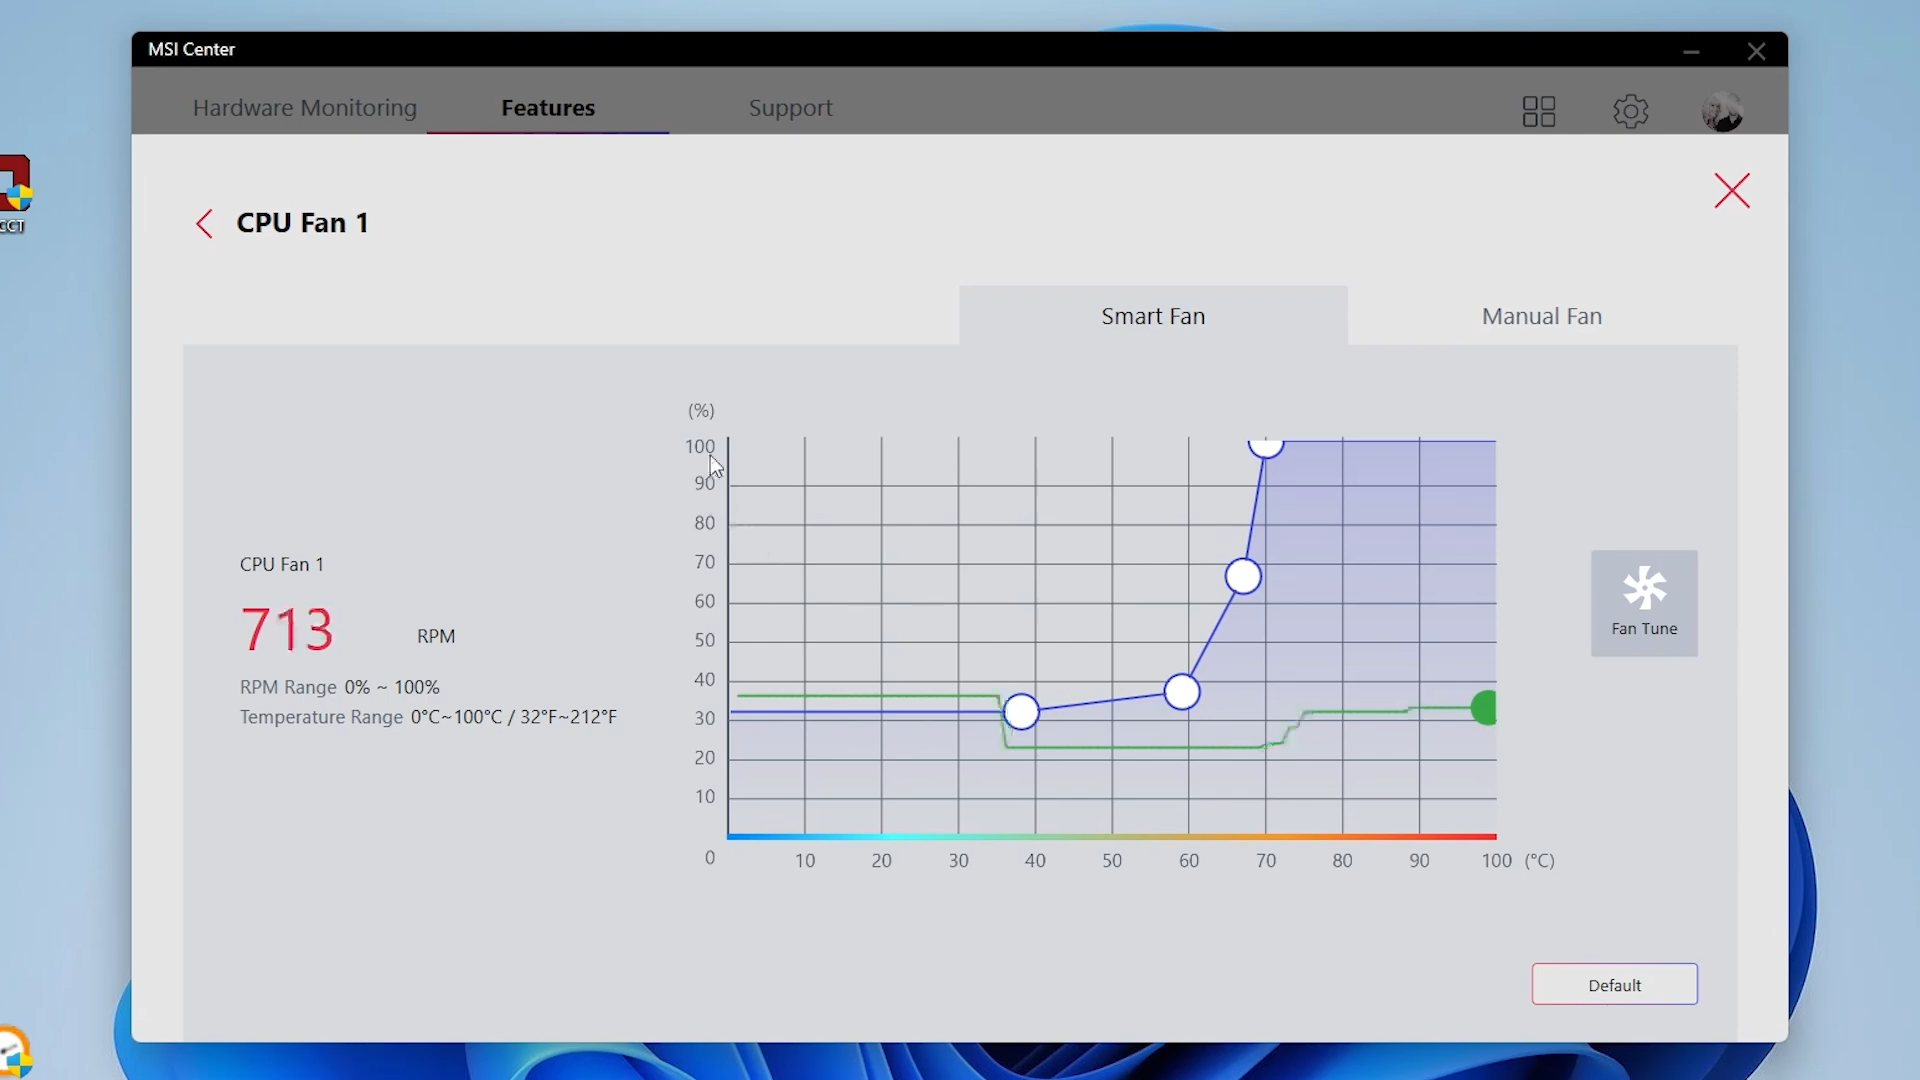 MSI Center
Hardware Monitoring
Features
Support
CCT
CPU Fan 1
Smart Fan
Manual Fan
(%)
100
90
80
70
60
50
40
30
20
10
0
10 20 30 40 50 60 70 80 90 100 (°C)
CPU Fan 1
713 RPM
RPM Range 0% ~ 100%
Temperature Range 0°C~100°C / 32°F~212°F
Fan Tune
Default